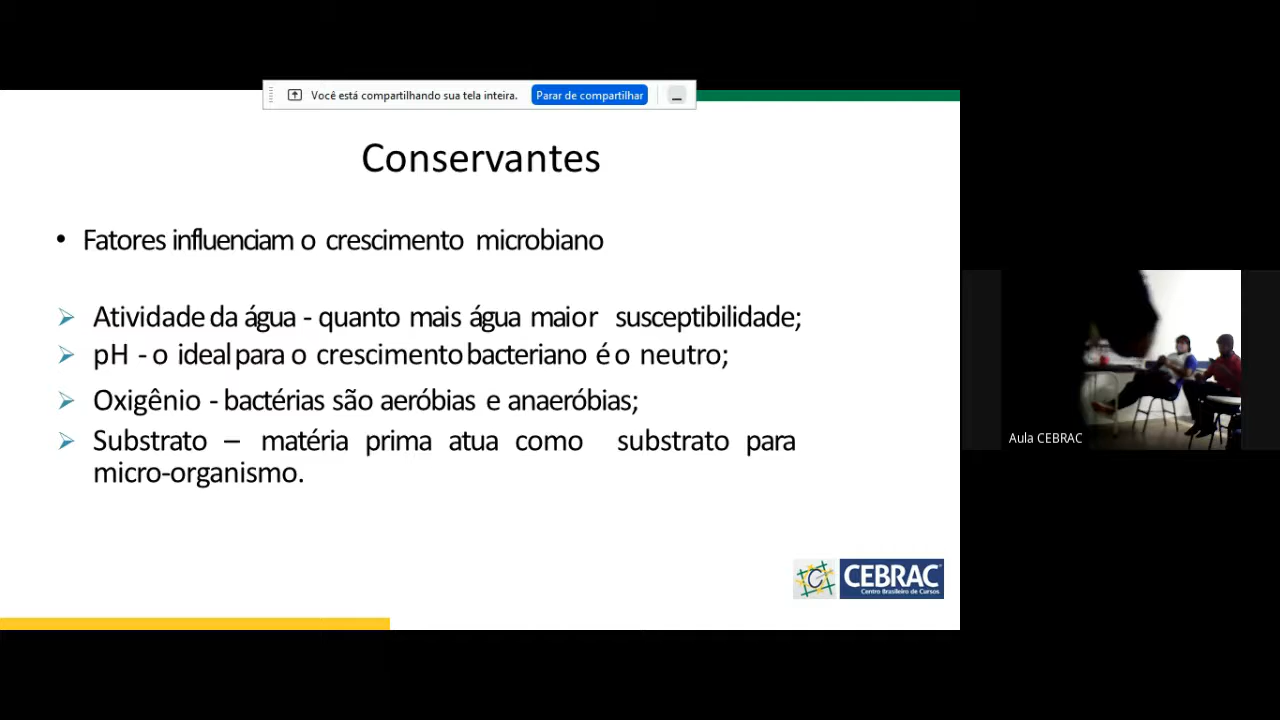 Você está compartilhando sua tela inteira. Parar de compartilhar
Conservantes
• Fatores influenciam o crescimento microbiano
Atividade da água - quanto mais água maior susceptibilidade;
pH - o ideal para o crescimento bacteriano é o neutro;
Oxigênio - bactérias são aeróbias e anaeróbias;
Substrato – matéria prima atua como substrato para
micro-organismo.
Aula CEBRAC
CEBRAC
Centro Brasileiro de Cursos